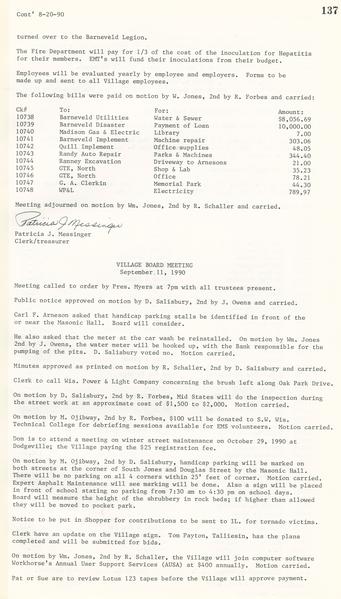 Cont' 8-20-90
137
turned over to the Barneveld Legion.
The Fire Department will pay for 1/3 of the cost of the inoculation for Hepatitis
for their members. EMT's will fund their inoculations from their budget.
Employees will be evaluated yearly by employee and employers. Forms to be
made up and sent to all Village employees.
The following bills were paid on motion by W. Jones, 2nd by R. Forbes and carried:
Ck# To: For: Amount:
10738 Barneveld Utilities Water & Sewer $8,056.69
10739 Barneveld Disaster Payment of Loan 10,000.00
10740 Madison Gas & Electric Library 7.00
10741 Barneveld Implement Machine repair 303.06
10742 Quill Implement Office supplies 48.05
10743 Randy Auto Repair Parks & Machines 344.40
10744 Ranney Excavation Driveway to Arnesons 21.00
10745 GTE, North Shop & Lab 35.23
10746 GTE, North Office 78.21
10747 G. A. Clerkin Memorial Park 44.30
10748 WP&L Electricity 789.97
Meeting adjourned on motion by Wm. Jones, 2nd by R. Schaller and carried.
Patricia J Messinger
Patricia J. Messinger
Clerk/treasurer
VILLAGE BOARD MEETING
September 11, 1990
Meeting called to order by Pres. Myers at 7pm with all trustees present.
Public notice approved on motion by D. Salisbury, 2nd by J. Owens and carried.
Carl F. Arneson asked that handicap parking stalls be identified in front of the
or near the Masonic Hall. Board will consider.
He also asked that the meter at the car wash be reinstalled. On motion by Wm. Jones
2nd by J. Owens, the water meter will be hooked up, with the Bank responsible for the
pumping of the pits. D. Salisbury voted no. Motion carried.
Minutes approved as printed on motion by R. Schaller, 2nd by D. Salisbury and carried.
Clerk to call Wis. Power & Light Company concerning the brush left along Oak Park Drive.
On motion by D. Salisbury, 2nd by R. Forbes, Mid States will do the inspection
during the street work at an approximate cost of $1,500 to $2,000. Motion carried.
On motion by M. Ojibway, 2nd by R. Forbes, $100 will be donated to S.W. Wis.
Technical College for debriefing sessions available for EMS volunteers. Motion carried.
Dom is to attend a meeting on winter street maintenance on October 29, 1990 at
Dodgeville; the Village paying the $25 registration fee.
On motion by M. Ojibway, 2nd by D. Salisbury, handicap parking will be marked on
both streets at the corner of South Jones and Douglas Street by the Masonic Hall.
There will be no parking on all 4 corners within 25' feet of corner. Motion carried.
Expert Asphalt Maintenance will see marking will be done. Also a sign will be placed
in front of school stating no parking from 7:30 am to 4:30 pm on school days.
Board will measure the height of the shrubbery in rock beds; if higher than allowed
they will be moved to pocket park.
Notice to be put in Shopper for contributions to be sent to IL. for tornado victims.
Clerk have an update on the Village sign. Tom Payton, Talliesin, has the plans
completed and will be submitted for bids.
On motion by Wm. Jones, 2nd by R. Schaller, the Village will join computer software
Workhorse's Annual User Support Services (AUSA) at $400 annually. Motion carried.
Pat or Sue are to review Lotus 123 tapes before the Village will approve payment.